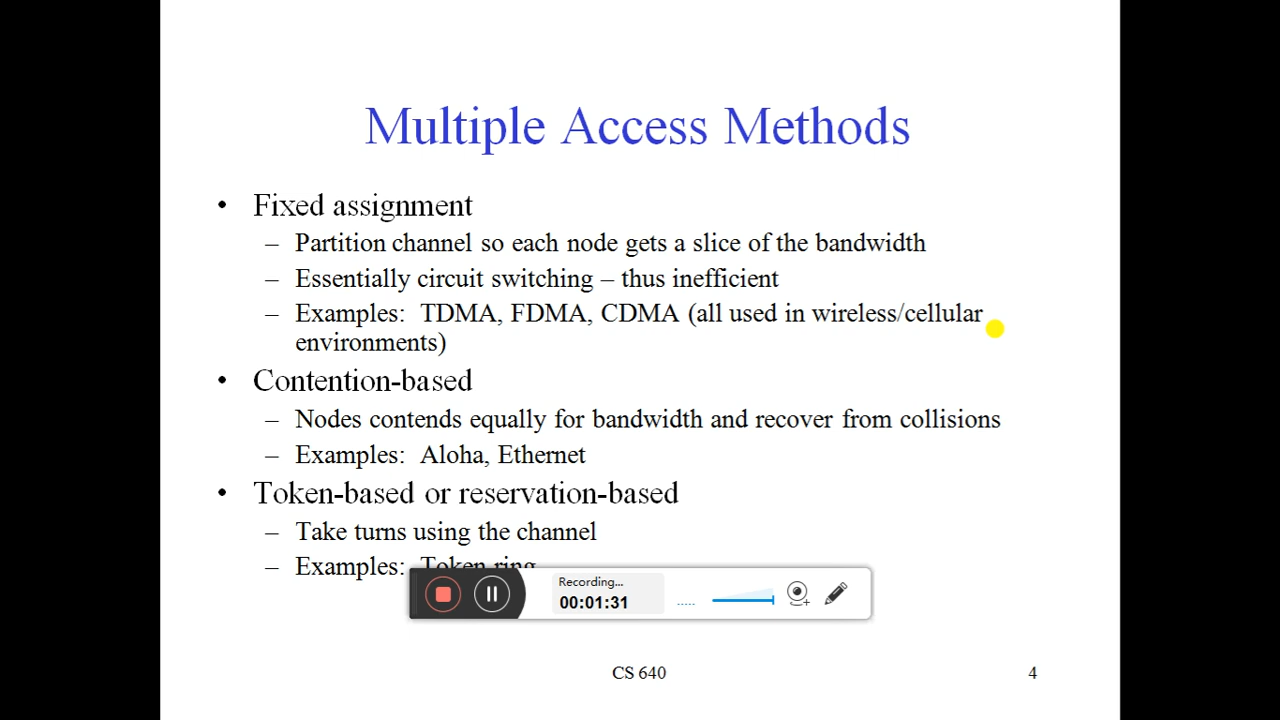 Multiple Access Methods
• Fixed assignment
– Partition channel so each node gets a slice of the bandwidth
– Essentially circuit switching – thus inefficient
– Examples: TDMA, FDMA, CDMA (all used in wireless/cellular
environments)
• Contention-based
– Nodes contends equally for bandwidth and recover from collisions
– Examples: Aloha, Ethernet
• Token-based or reservation-based
– Take turns using the channel
– Examples: Token ring
Recording...
00:01:31
CS 640
4